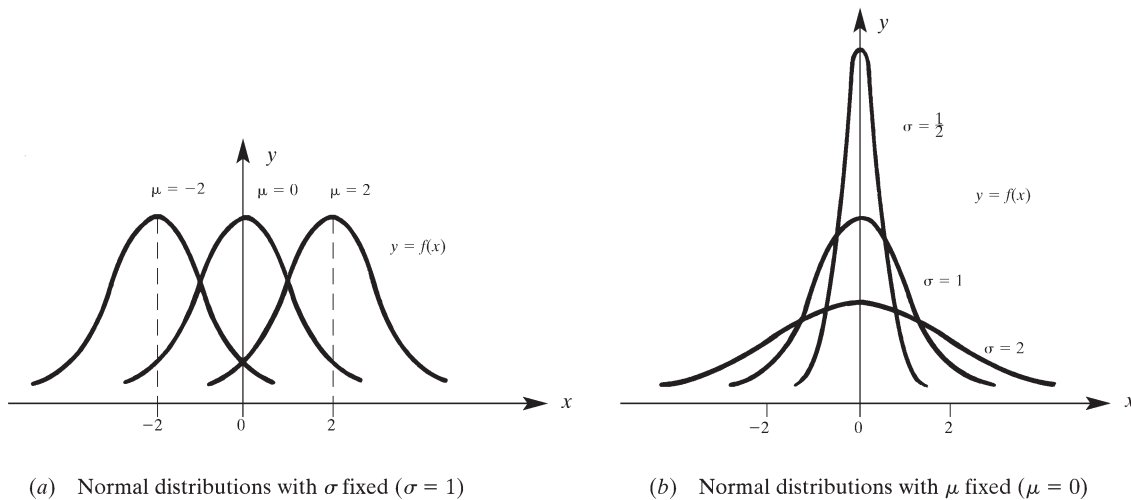 y
μ = −2
μ = 0
μ = 2
y = f(x)
x
−2
0
2
(a) Normal distributions with σ fixed (σ = 1)
y
σ = 1/2
y = f(x)
σ = 1
σ = 2
x
−2
0
2
(b) Normal distributions with μ fixed (μ = 0)